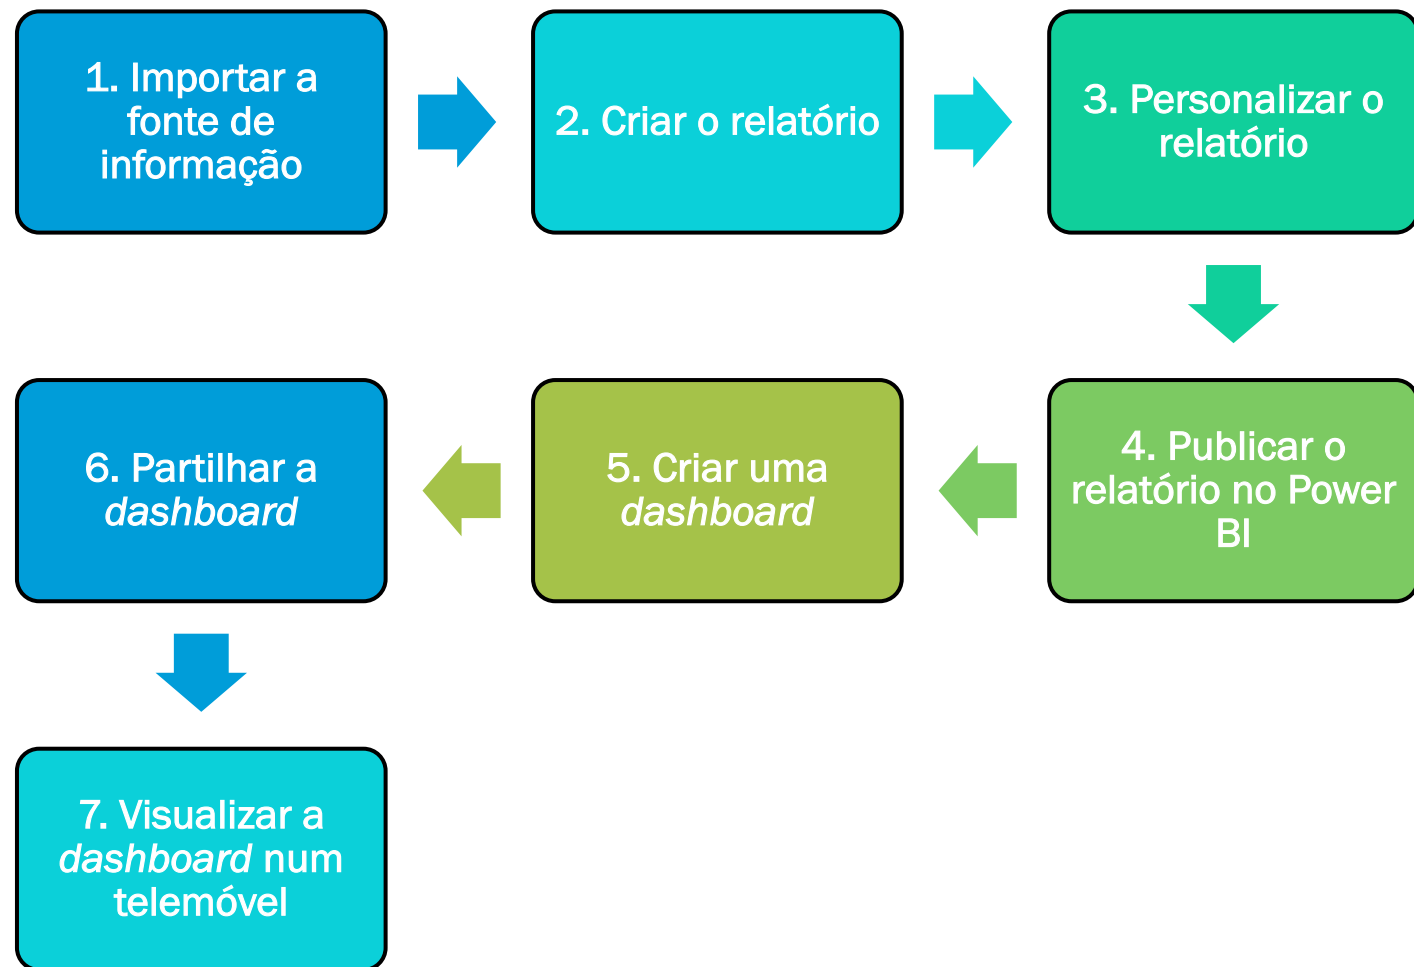 1. Importar a
fonte de
informação
2. Criar o relatório
3. Personalizar o
relatório
4. Publicar o
relatório no Power
BI
5. Criar uma
dashboard
6. Partilhar a
dashboard
7. Visualizar a
dashboard num
telemóvel